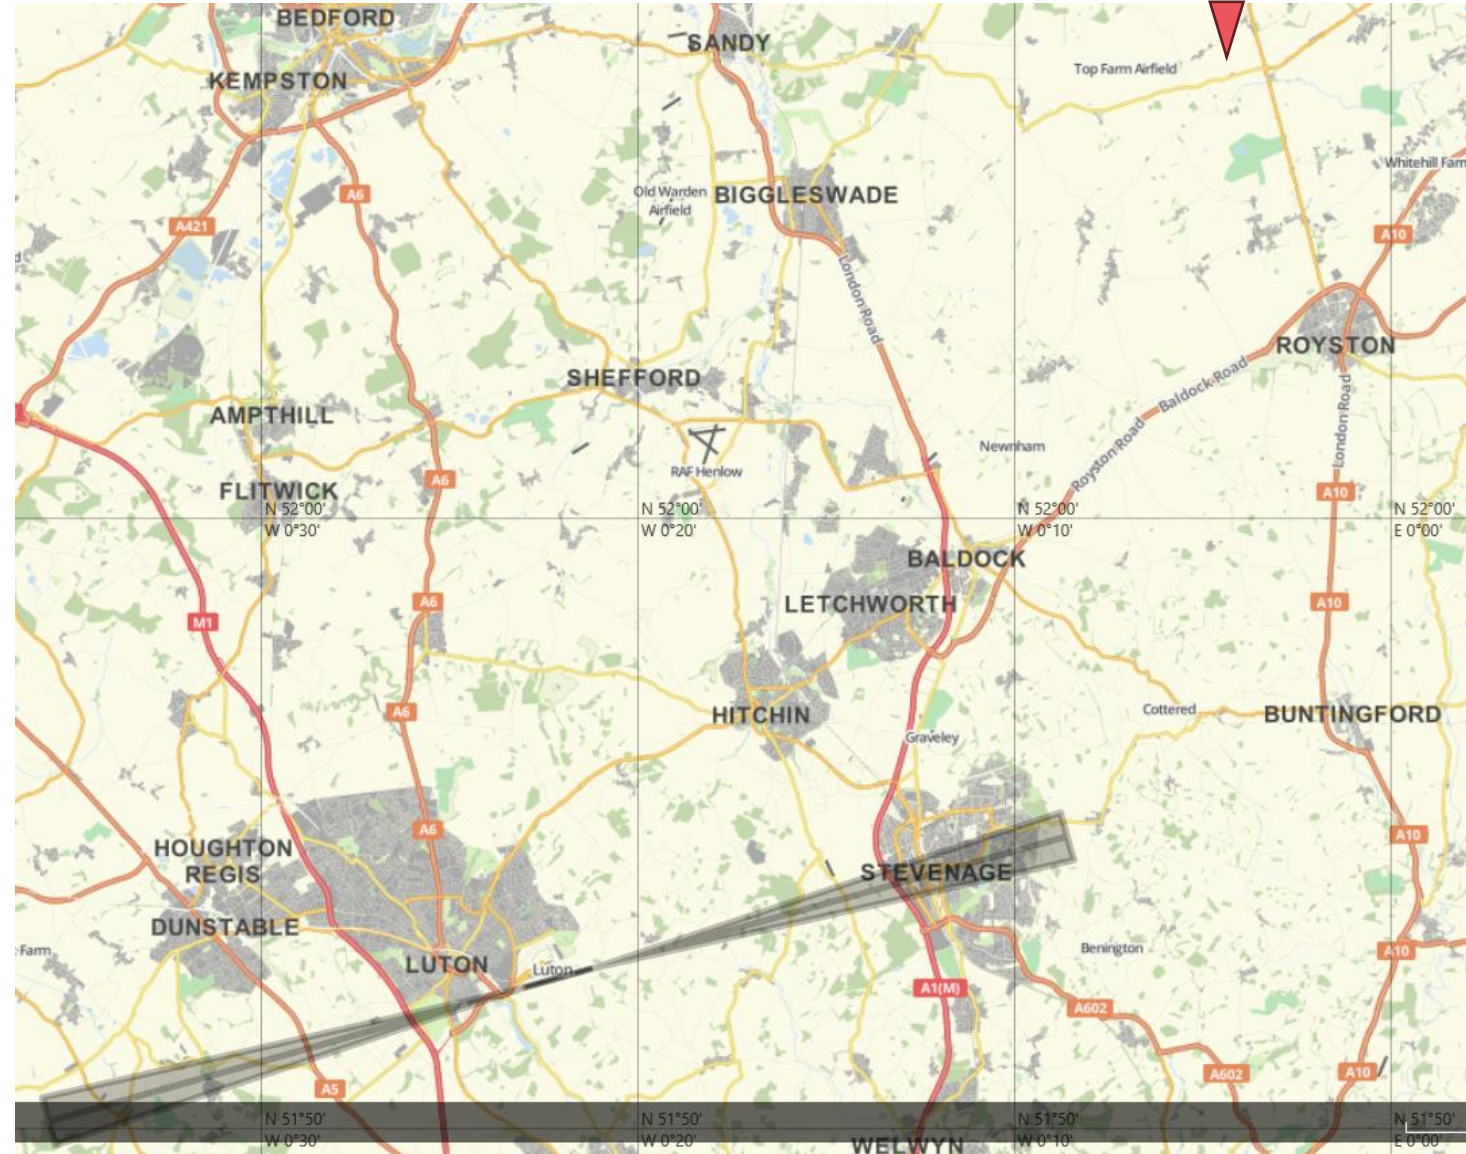 BEDFORD
SANDY
Top Farm Airfield
KEMPSTON
Whitehill Farm
A6
Old Warden
Airfield
BIGGLESWADE
A421
A10
London Road
ROYSTON
SHEFFORD
Baldock Road
AMPTHILL
London Road
Newnham
Royston Road
RAF Henlow
A6
FLITWICK
A10
N 52°00'
W 0°30'
N 52°00'
W 0°20'
N 52°00'
W 0°10'
N 52°00'
E 0°00'
BALDOCK
A6
LETCHWORTH
A10
M1
A6
HITCHIN
Cottered
BUNTINGFORD
Graveley
A6
A10
HOUGHTON
REGIS
STEVENAGE
DUNSTABLE
Farm
Benington
A10
LUTON
Luton
A1(M)
A602
A5
A602
A10
N 51°50'
W 0°30'
N 51°50'
W 0°20'
N 51°50'
W 0°10'
N 51°50'
E 0°00'
WELWYN